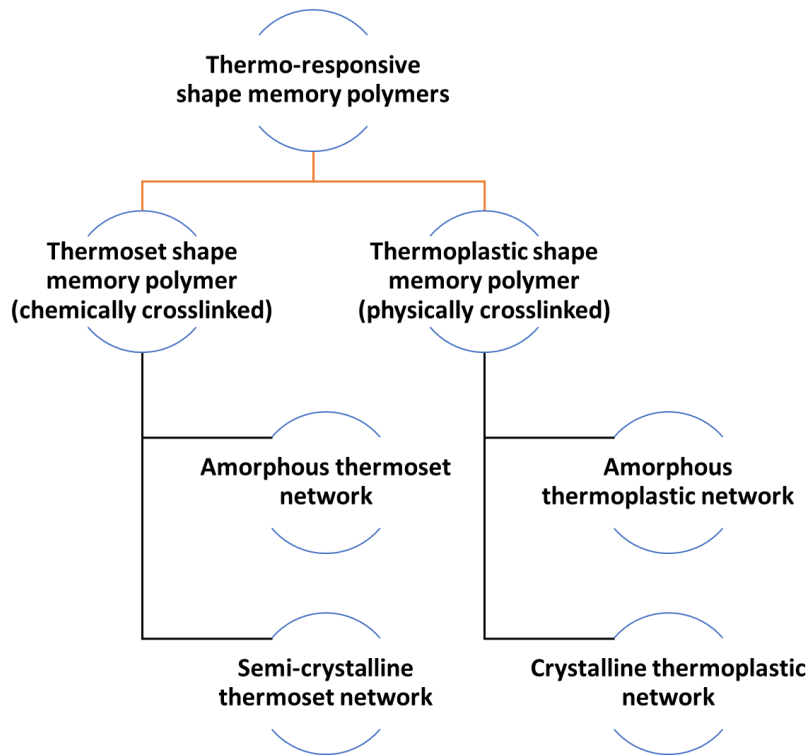 Thermo-responsive
shape memory polymers
Thermoset shape
memory polymer
(chemically crosslinked)
Thermoplastic shape
memory polymer
(physically crosslinked)
Amorphous thermoset
network
Amorphous
thermoplastic network
Semi-crystalline
thermoset network
Crystalline thermoplastic
network